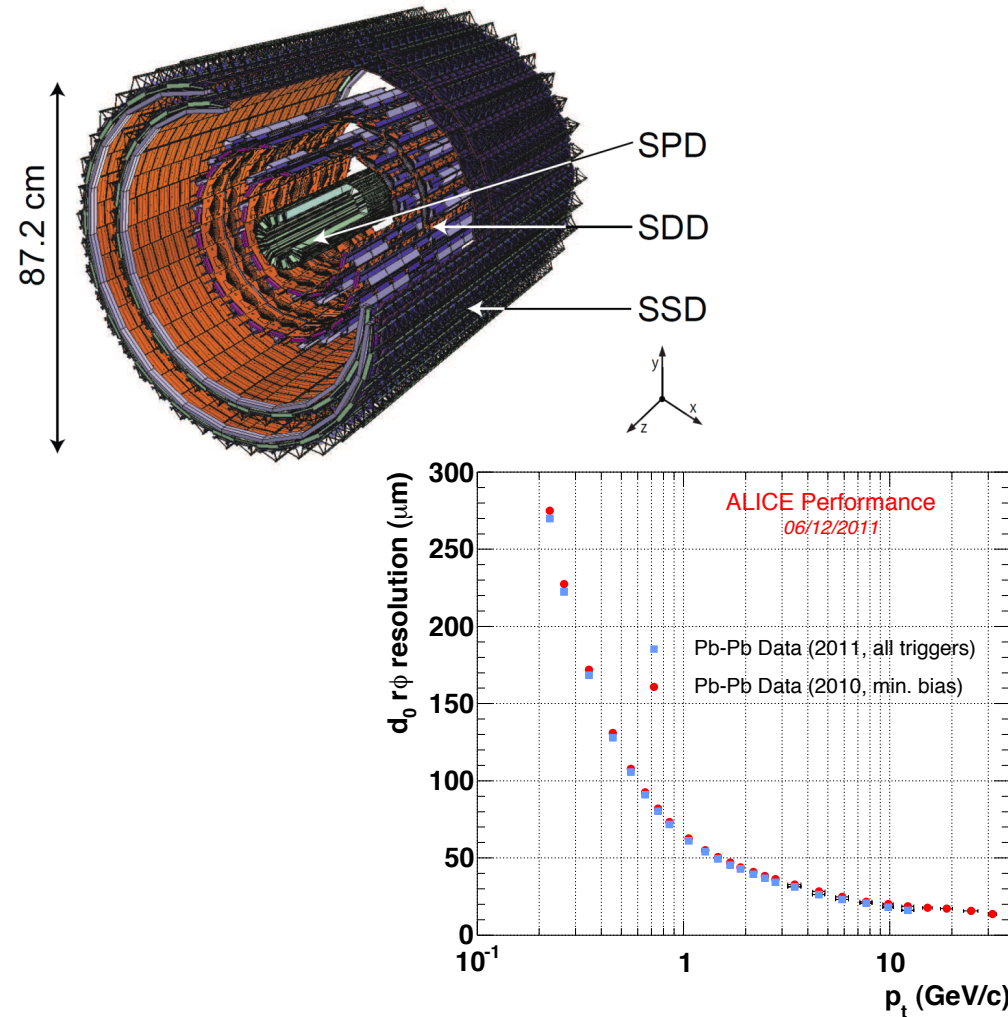 87.2 cm
SPD
SDD
SSD
y
x
z
300
250
200
150
100
50
0
d₀ rφ resolution (μm)
ALICE Performance
06/12/2011
Pb-Pb Data (2011, all triggers)
Pb-Pb Data (2010, min. bias)
10⁻¹ 1 10
pₜ (GeV/c)